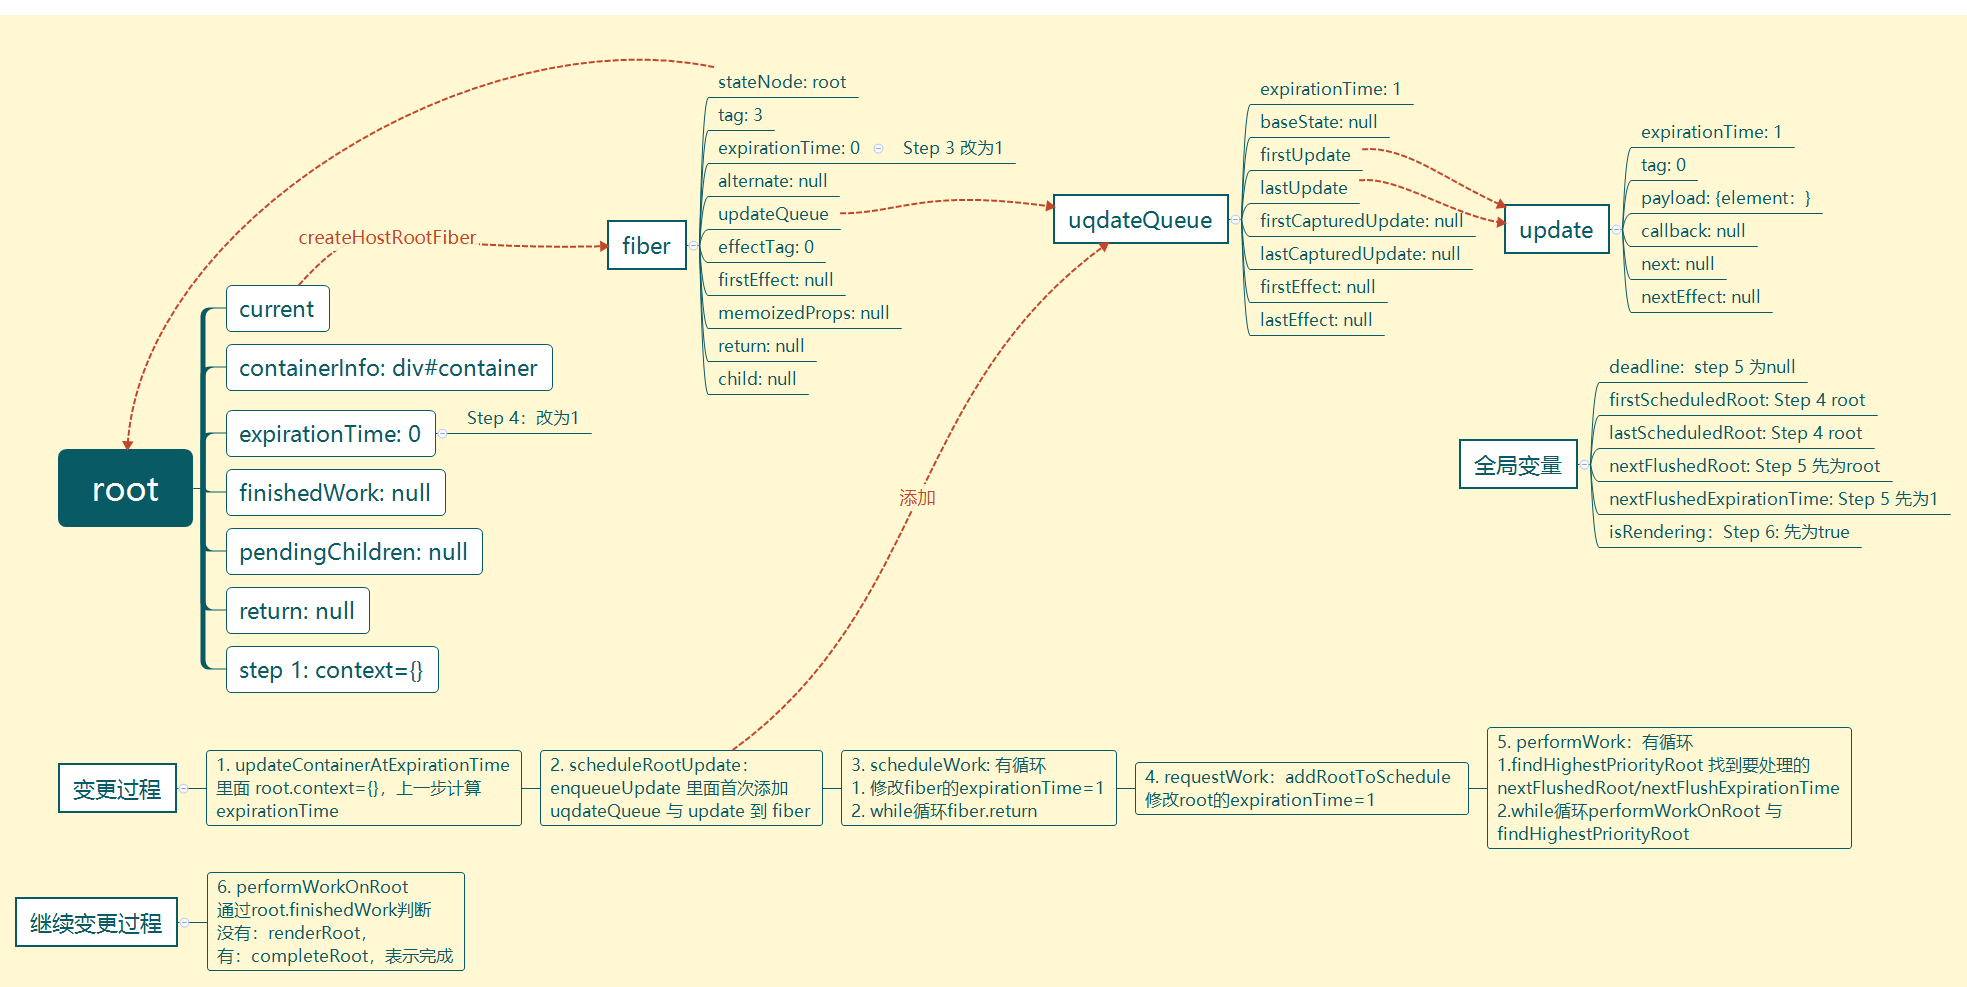 root
current
containerInfo: div#container
expirationTime: 0
Step 4：改为1
finishedWork: null
pendingChildren: null
return: null
step 1: context={}
createHostRootFiber
fiber
stateNode: root
tag: 3
expirationTime: 0
Step 3 改为1
alternate: null
updateQueue
effectTag: 0
firstEffect: null
memoizedProps: null
return: null
child: null
uqdateQueue
expirationTime: 1
baseState: null
firstUpdate
lastUpdate
firstCapturedUpdate: null
lastCapturedUpdate: null
firstEffect: null
lastEffect: null
update
expirationTime: 1
tag: 0
payload: {element：}
callback: null
next: null
nextEffect: null
全局变量
deadline：step 5 为null
firstScheduledRoot: Step 4 root
lastScheduledRoot: Step 4 root
nextFlushedRoot: Step 5 先为root
nextFlushedExpirationTime: Step 5 先为1
isRendering：Step 6: 先为true
添加
变更过程
1. updateContainerAtExpirationTime
里面 root.context={}，上一步计算
expirationTime
2. scheduleRootUpdate：
enqueueUpdate 里面首次添加
uqdateQueue 与 update 到 fiber
3. scheduleWork: 有循环
1. 修改fiber的expirationTime=1
2. while循环fiber.return
4. requestWork：addRootToSchedule
修改root的expirationTime=1
5. performWork：有循环
1.findHighestPriorityRoot 找到要处理的
nextFlushedRoot/nextFlushExpirationTime
2.while循环performWorkOnRoot 与
findHighestPriorityRoot
继续变更过程
6. performWorkOnRoot
通过root.finishedWork判断
没有：renderRoot，
有：completeRoot，表示完成